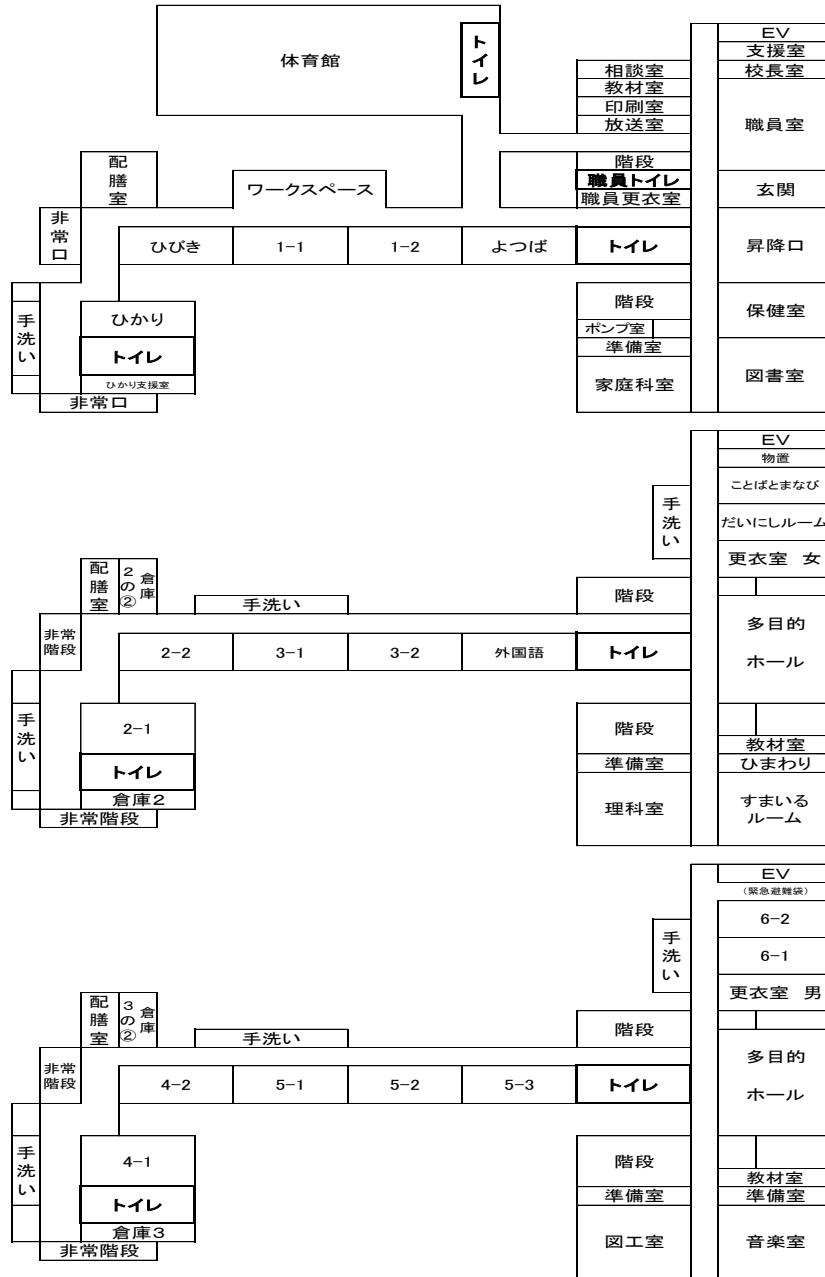 体育館
トイレ
EV
支援室
校長室
相談室
教材室
印刷室
放送室
職員室
階段
職員トイレ
職員更衣室
玄関
配膳室
ワークスペース
非常口
ひびき
1-1
1-2
よつば
トイレ
昇降口
手洗い
ひかり
トイレ
ひかり支援室
非常口
階段
ポンプ室
準備室
家庭科室
保健室
図書室
EV
物置
ことばとまなび
だいにしルーム
更衣室 女
手洗い
配膳室
2の②倉庫
手洗い
階段
多目的
ホール
非常
階段
2-2
3-1
3-2
外国語
トイレ
手洗い
2-1
トイレ
倉庫2
非常階段
階段
準備室
理科室
教材室
ひまわり
すまいる
ルーム
EV
(緊急避難袋)
6-2
6-1
更衣室 男
手洗い
配膳室
3の②倉庫
手洗い
階段
多目的
ホール
非常
階段
4-2
5-1
5-2
5-3
トイレ
手洗い
4-1
トイレ
倉庫3
非常階段
階段
準備室
図工室
教材室
準備室
音楽室